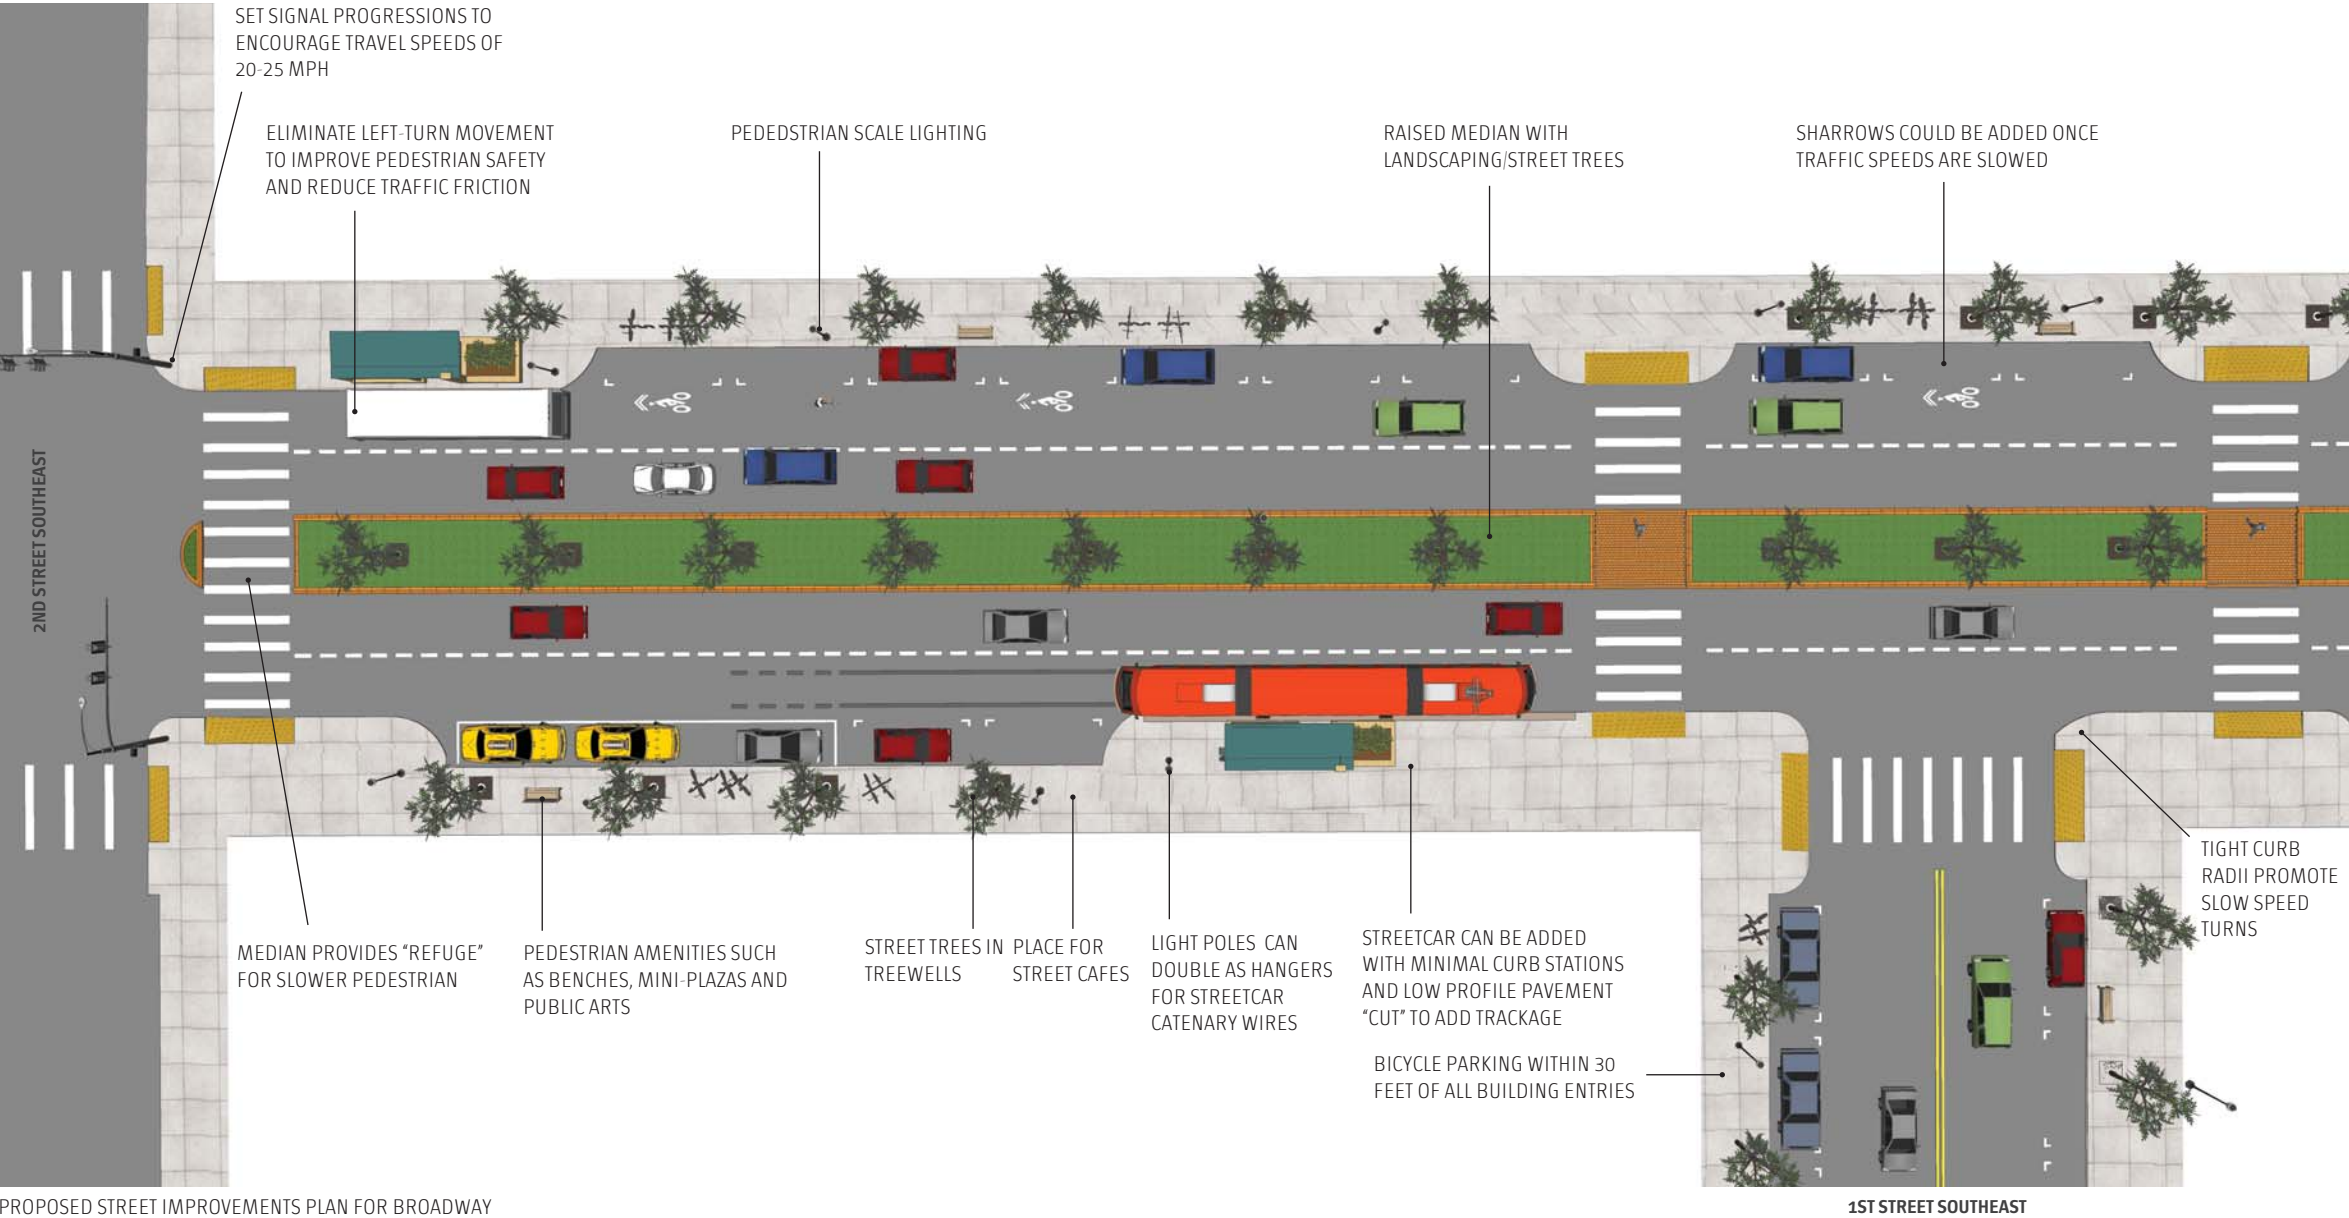 SET SIGNAL PROGRESSIONS TO
ENCOURAGE TRAVEL SPEEDS OF
20-25 MPH
ELIMINATE LEFT-TURN MOVEMENT
TO IMPROVE PEDESTRIAN SAFETY
AND REDUCE TRAFFIC FRICTION
PEDEDSTRIAN SCALE LIGHTING
RAISED MEDIAN WITH
LANDSCAPING/STREET TREES
SHARROWS COULD BE ADDED ONCE
TRAFFIC SPEEDS ARE SLOWED
2ND STREET SOUTHEAST
MEDIAN PROVIDES “REFUGE”
FOR SLOWER PEDESTRIAN
PEDESTRIAN AMENITIES SUCH
AS BENCHES, MINI-PLAZAS AND
PUBLIC ARTS
STREET TREES IN
TREEWELLS
PLACE FOR
STREET CAFES
LIGHT POLES CAN
DOUBLE AS HANGERS
FOR STREETCAR
CATENARY WIRES
STREETCAR CAN BE ADDED
WITH MINIMAL CURB STATIONS
AND LOW PROFILE PAVEMENT
“CUT” TO ADD TRACKAGE
BICYCLE PARKING WITHIN 30
FEET OF ALL BUILDING ENTRIES
TIGHT CURB
RADII PROMOTE
SLOW SPEED
TURNS
PROPOSED STREET IMPROVEMENTS PLAN FOR BROADWAY
1ST STREET SOUTHEAST